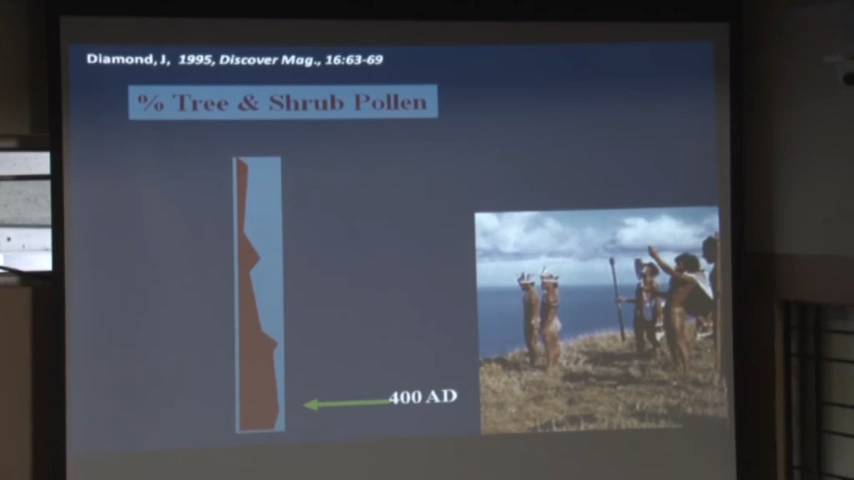 Diamond, J, 1995, Discover Mag., 16:63-69
% Tree & Shrub Pollen
400 AD